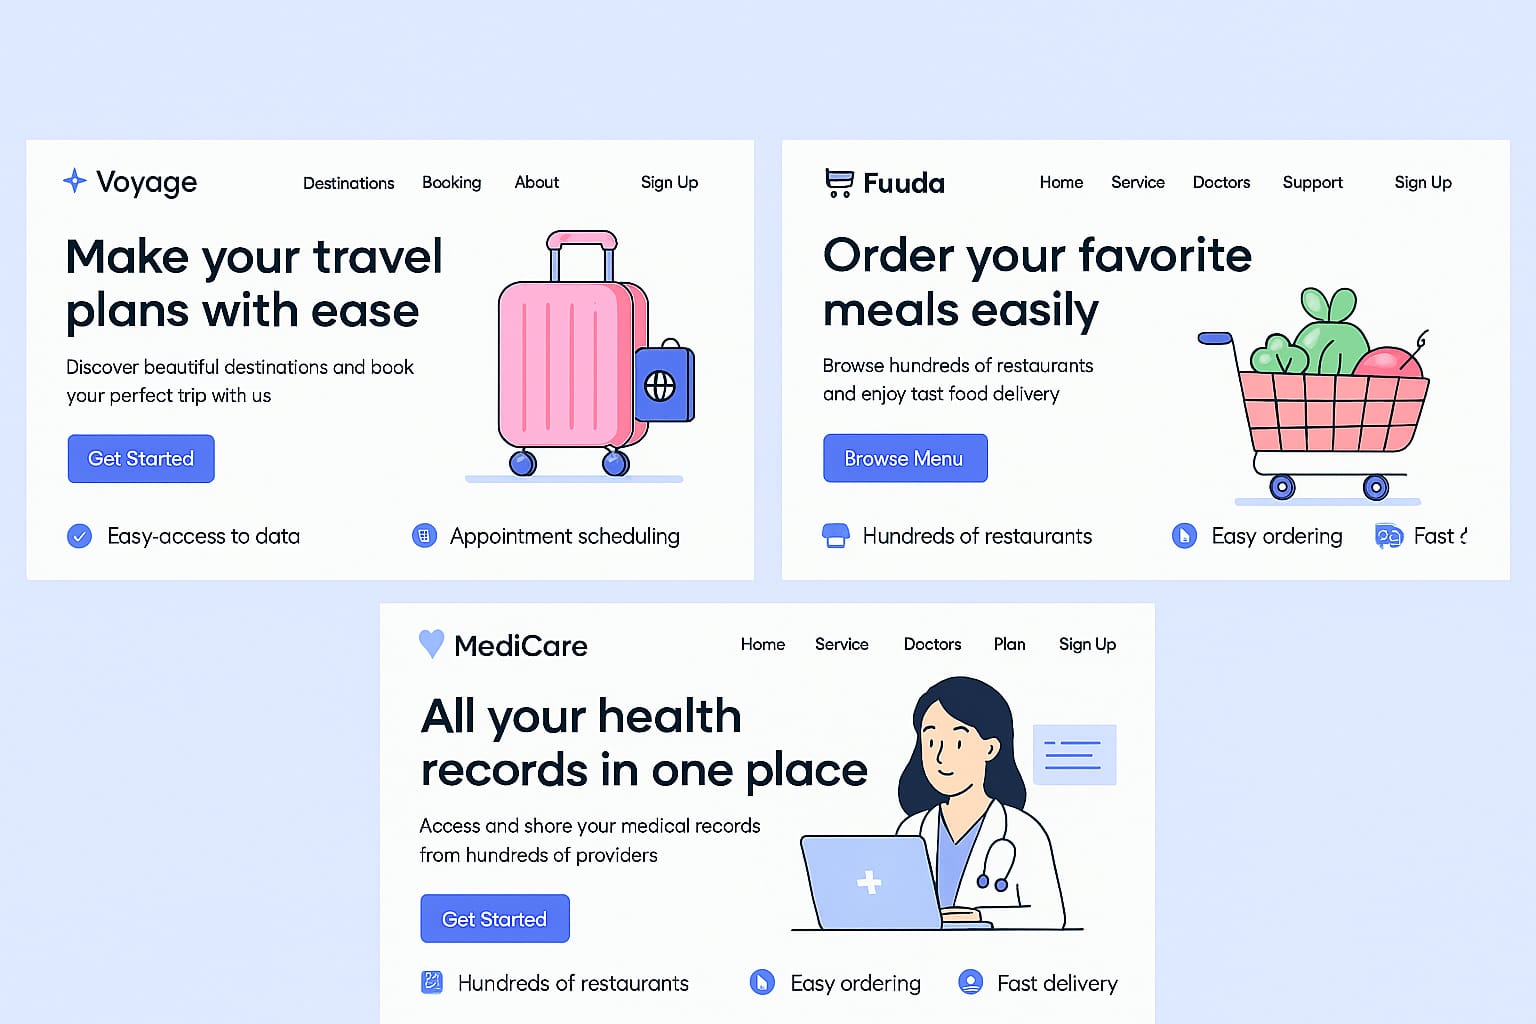 Voyage
Destinations Booking About Sign Up
Make your travel
plans with ease
Discover beautiful destinations and book
your perfect trip with us
Get Started
Easy-access to data
Appointment scheduling
Fuuda
Home Service Doctors Support Sign Up
Order your favorite
meals easily
Browse hundreds of restaurants
and enjoy tast food delivery
Browse Menu
Hundreds of restaurants
Easy ordering
Fast
MediCare
Home Service Doctors Plan Sign Up
All your health
records in one place
Access and shore your medical records
from hundreds of providers
Get Started
Hundreds of restaurants
Easy ordering
Fast delivery